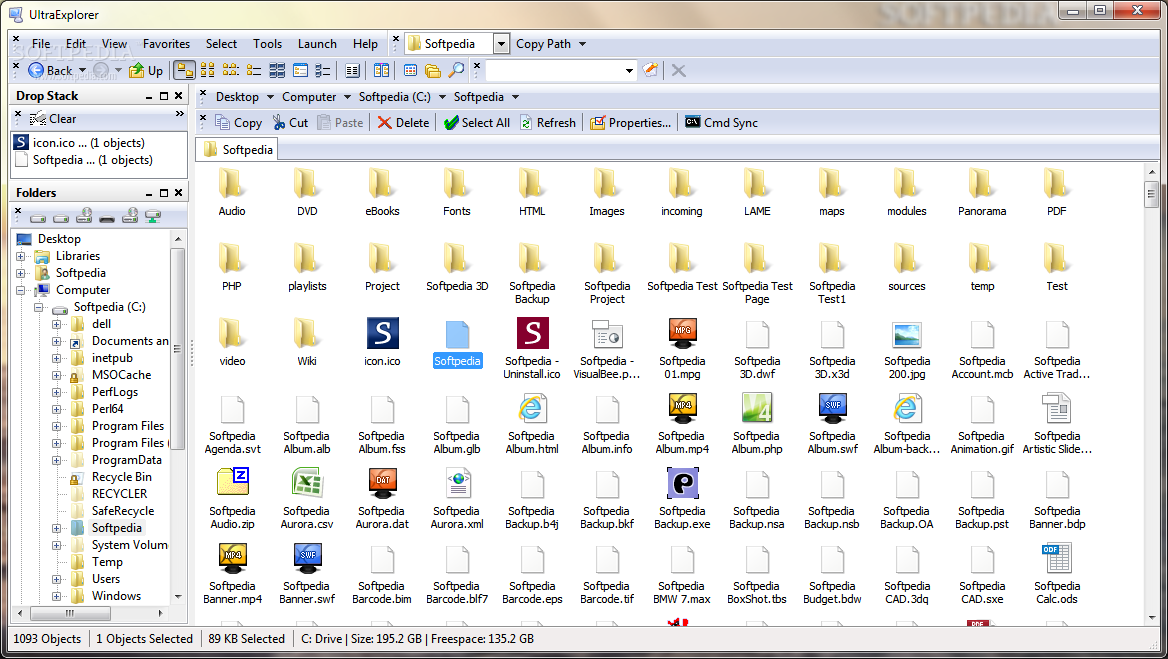 UltraExplorer
SOFTPEDIA
File Edit View Favorites Select Tools Launch Help Softpedia Copy Path
SOFTPEDIA
www.softpedia.com
Back Up
Drop Stack
Desktop Computer Softpedia (C:) Softpedia
Clear
Copy Cut Paste Delete Select All Refresh Properties... Cmd Sync
icon.ico ... (1 objects)
Softpedia ... (1 objects)
Softpedia
Folders
Desktop
Libraries
Softpedia
Computer
Softpedia (C:)
dell
Documents an
inetpub
MSOCache
PerfLogs
Perl64
Program Files
Program Files (
ProgramData
Recycle Bin
RECYCLER
SafeRecycle
Softpedia
System Volum
Temp
Users
Windows
Audio DVD eBooks Fonts HTML Images incoming LAME maps modules Panorama PDF
PHP playlists Project Softpedia 3D Softpedia Softpedia Softpedia Test Softpedia Test Softpedia sources temp Test
Backup Project Page Test1
S S MPG
video Wiki icon.ico Softpedia Softpedia - Softpedia - Softpedia Softpedia Softpedia Softpedia Softpedia Softpedia
Uninstall.ico VisualBee.p... 01.mpg 3D.dwf 3D.x3d 200.jpg Account.mcb Active Trad...
MP4 4 SWF
Softpedia Softpedia Softpedia Softpedia Softpedia Softpedia Softpedia Softpedia Softpedia Softpedia Softpedia Softpedia
Agenda.svt Album.alb Album.fss Album.glb Album.html Album.info Album.mp4 Album.php Album.swf Album-back... Animation.gif Artistic Slide...
Z DAT P
Softpedia Softpedia Softpedia Softpedia Softpedia Softpedia Softpedia Softpedia Softpedia Softpedia Softpedia Softpedia
Audio.zip Aurora.csv Aurora.dat Aurora.xml Backup.b4j Backup.bkf Backup.exe Backup.nsa Backup.nsb Backup.OA Backup.pst Banner.bdp
MP4 SWF ODF
Softpedia Softpedia Softpedia Softpedia Softpedia Softpedia Softpedia Softpedia Softpedia Softpedia Softpedia Softpedia
Banner.mp4 Banner.swf Barcode.bim Barcode.blf7 Barcode.eps Barcode.tif BMW 7.max BoxShot.tbs Budget.bdw CAD.3dq CAD.sxe Calc.ods
PDF
1093 Objects 1 Objects Selected 89 KB Selected C: Drive | Size: 195.2 GB | Freespace: 135.2 GB